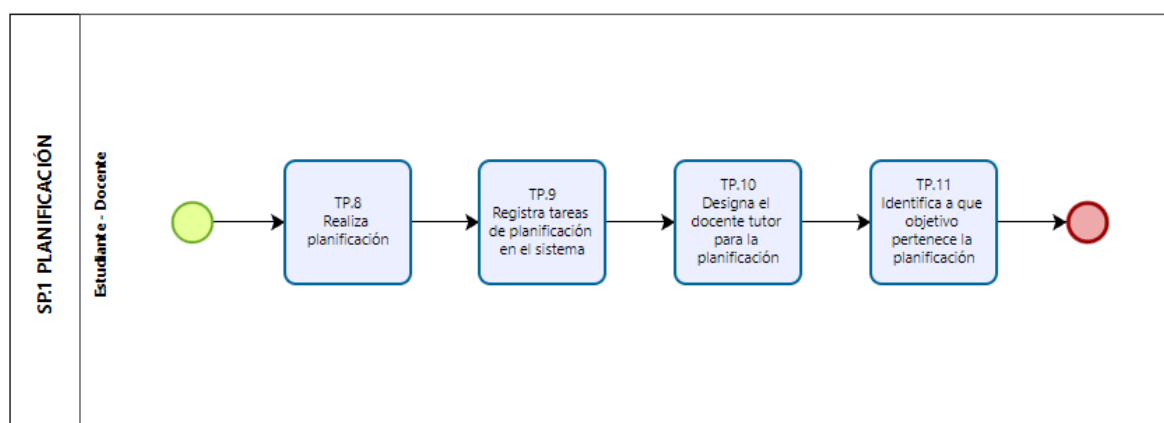 SP.1 PLANIFICACIÓN
Estudiante - Docente
TP.8
Realiza
planificación
TP.9
Registra tareas
de planificación
en el sistema
TP.10
Designa el
docente tutor
para la
planificación
TP.11
Identifica a que
objetivo
pertenece la
planificación